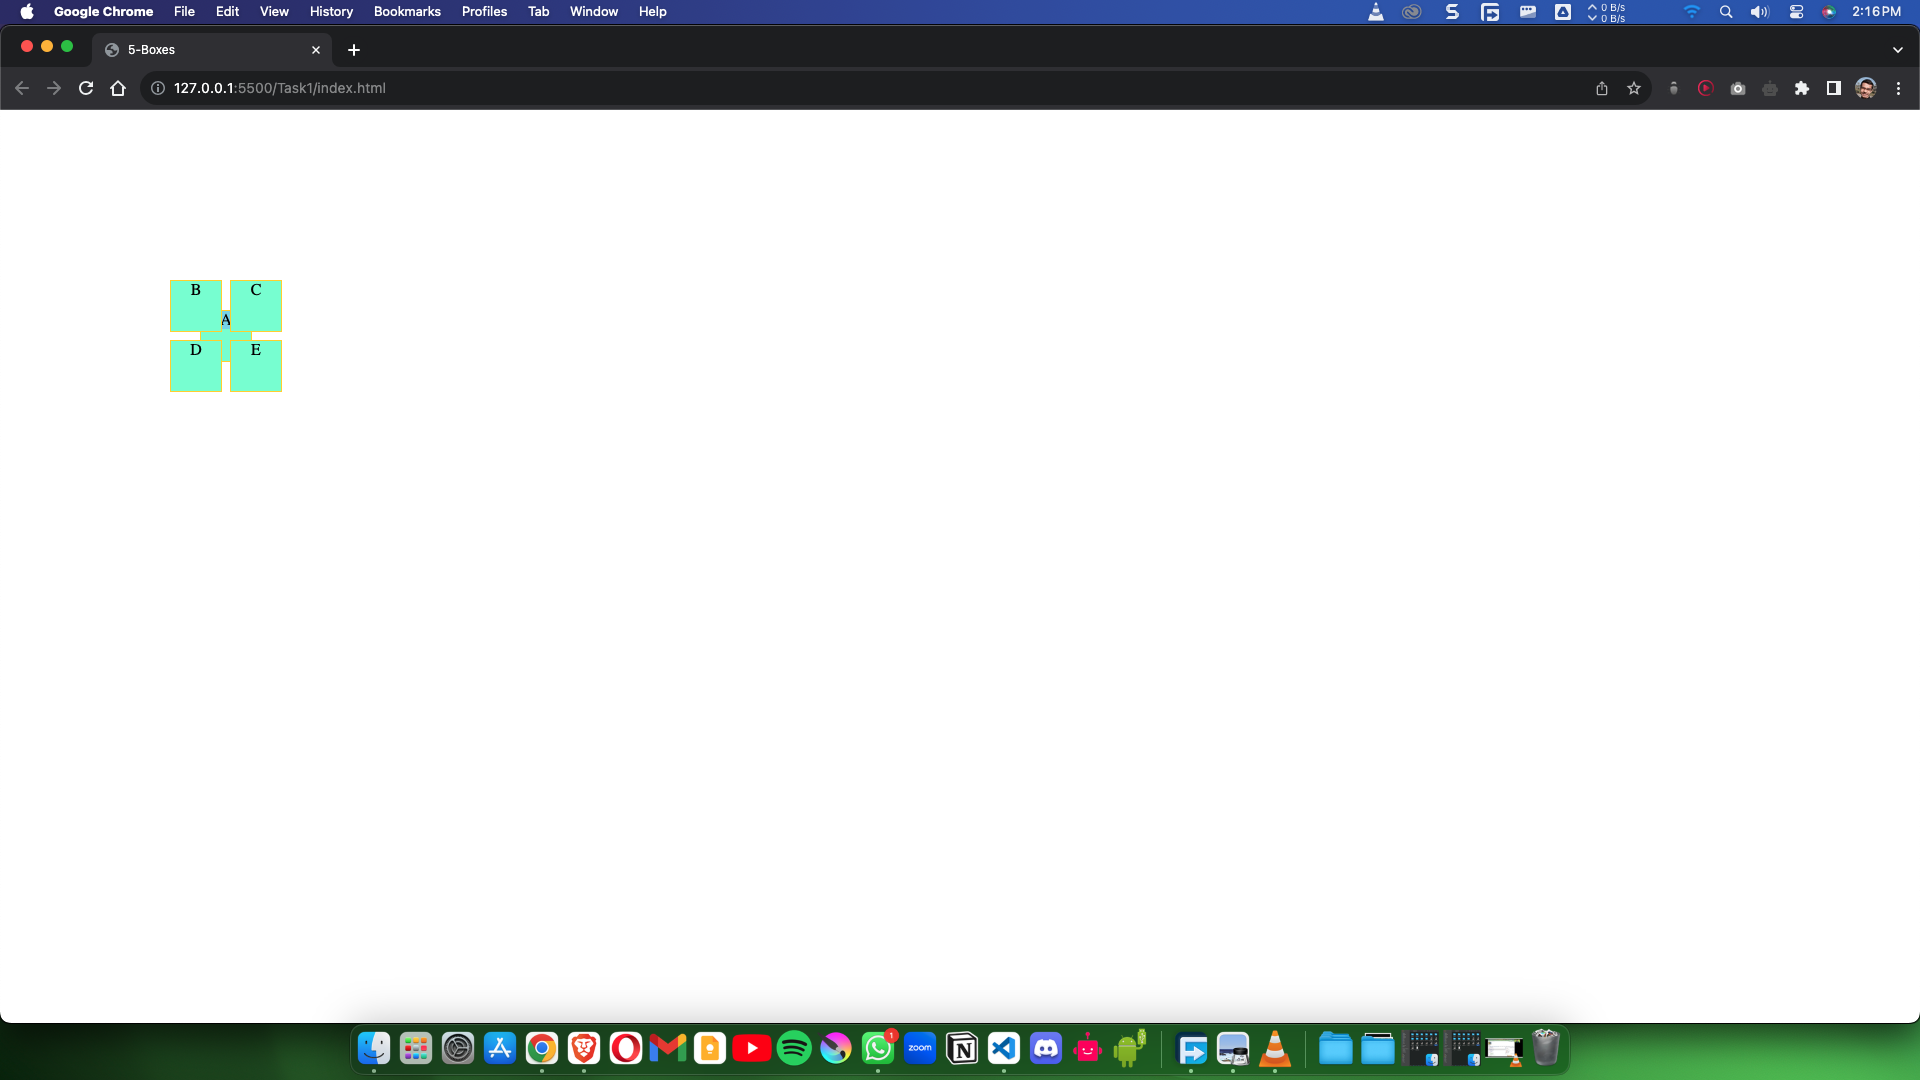 Google Chrome File Edit View History Bookmarks Profiles Tab Window Help 0 B/s 0 B/s 2:16 PM
5-Boxes
127.0.0.1:5500/Task1/index.html
B C
A
D E
1
zoom